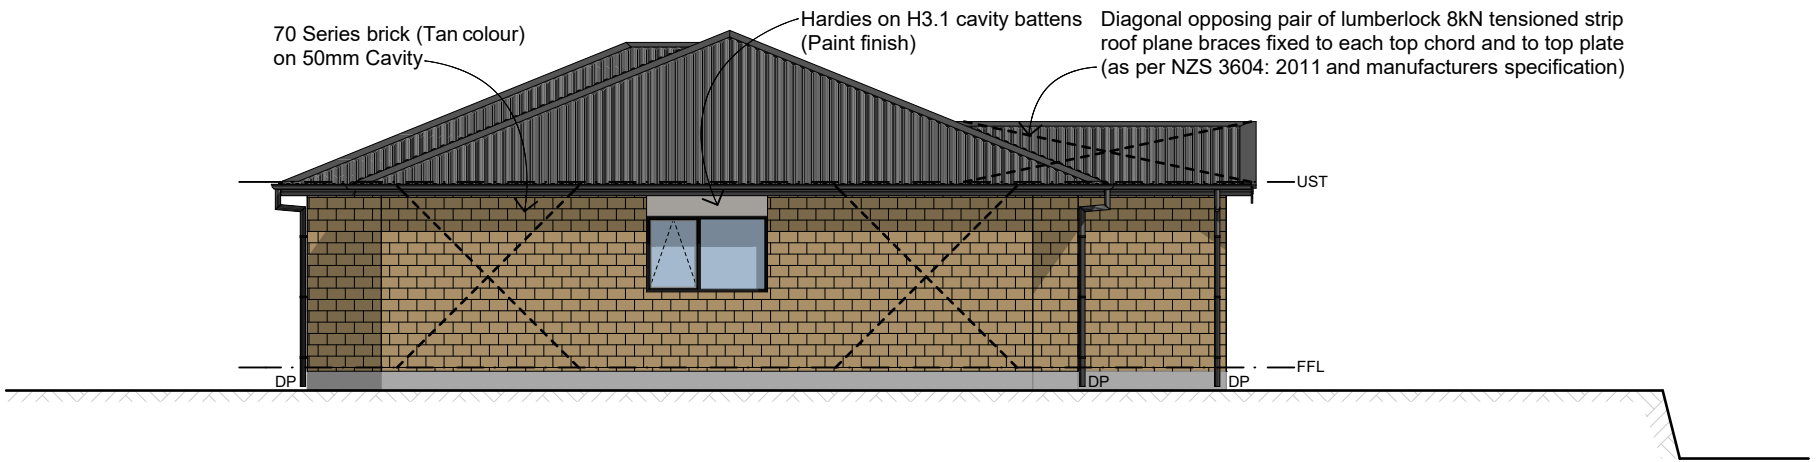 70 Series brick (Tan colour)
on 50mm Cavity
Hardies on H3.1 cavity battens
(Paint finish)
Diagonal opposing pair of lumberlock 8kN tensioned strip
roof plane braces fixed to each top chord and to top plate
(as per NZS 3604: 2011 and manufacturers specification)
UST
FFL
DP
DP
DP